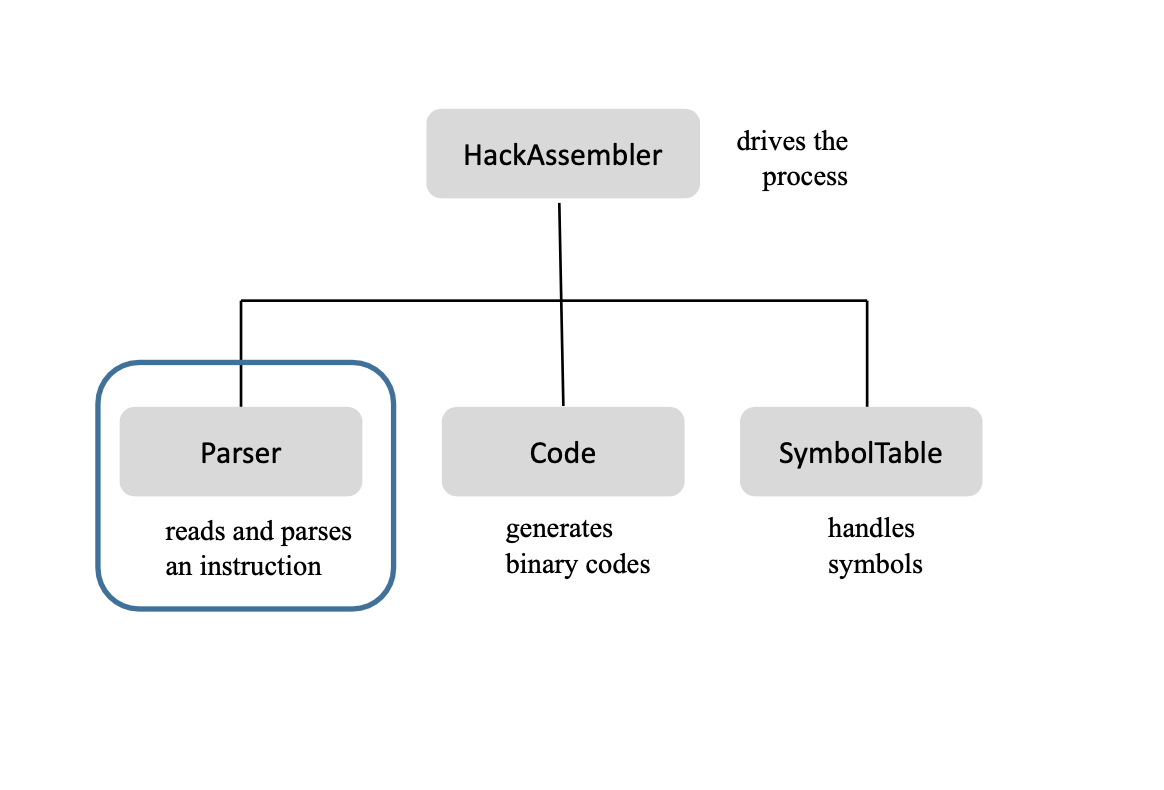 HackAssembler
drives the
process
Parser
reads and parses
an instruction
Code
generates
binary codes
SymbolTable
handles
symbols